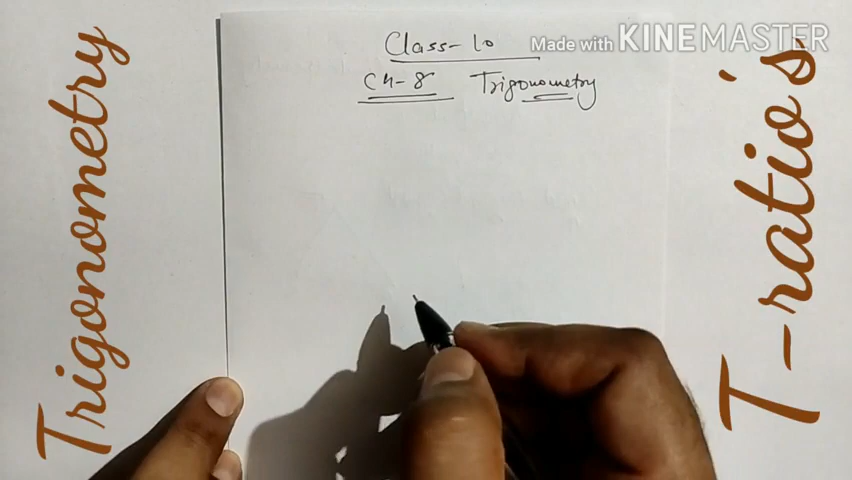 Class-10
Made with KINEMASTER
CH-8 Trigonometry
Trigonometry
T-ratio's